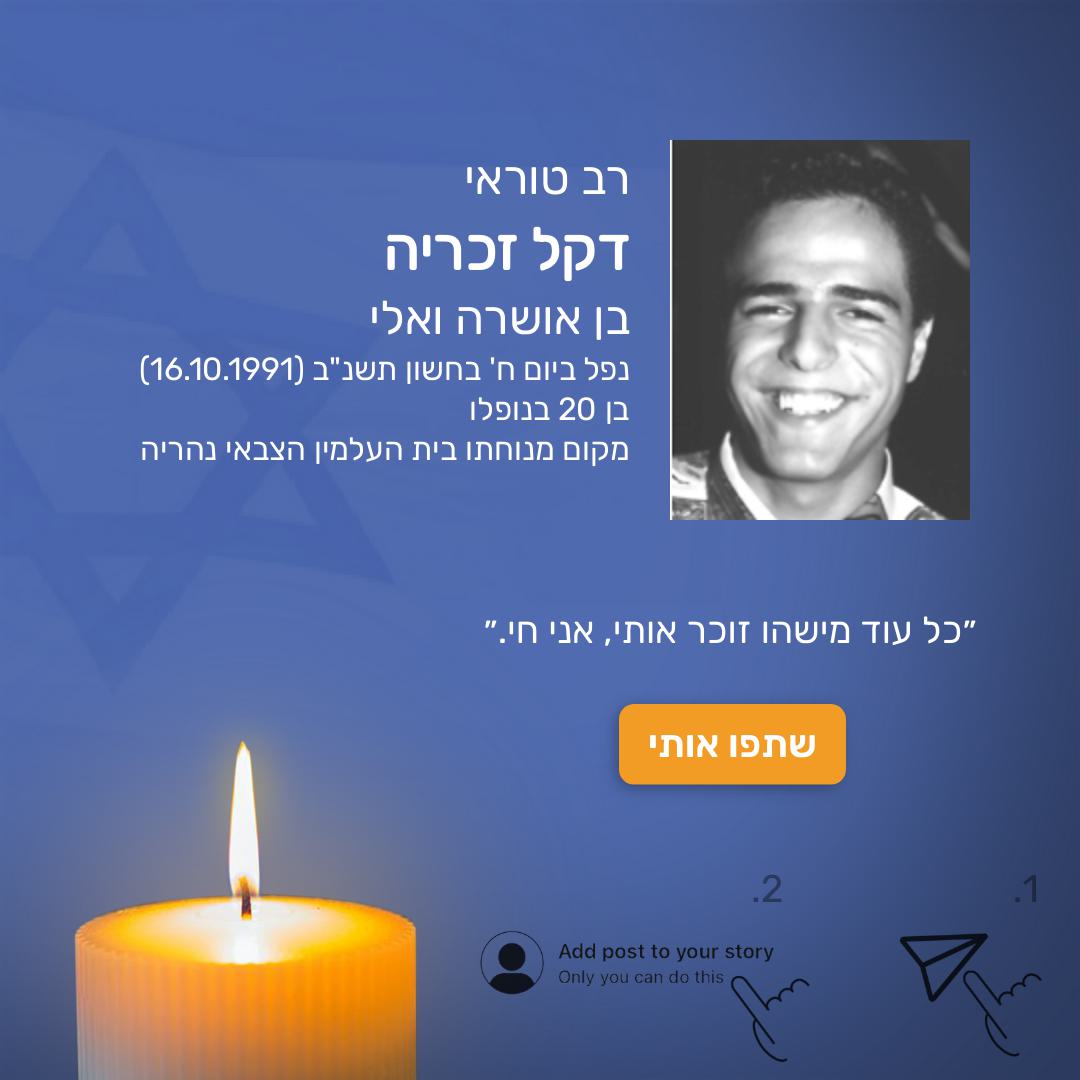 רב טוראי
דקל זכריה
בן אושרה ואלי
נפל ביום ח' בחשון תשנ"ב (16.10.1991)
בן 20 בנופלו
מקום מנוחתו בית העלמין הצבאי נהריה
״כל עוד מישהו זוכר אותי, אני חי.״
שתפו אותי
.1
.2
Add post to your story
Only you can do this